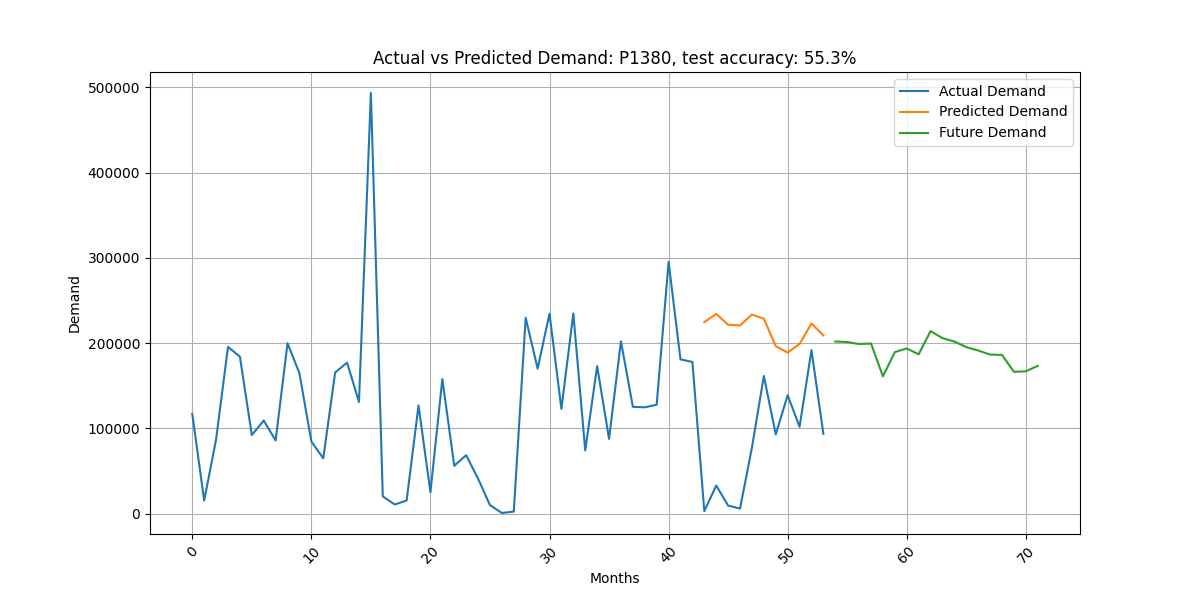 Actual vs Predicted Demand: P1380, test accuracy: 55.3%
500000
400000
300000
200000
100000
0
Demand
Actual Demand
Predicted Demand
Future Demand
0
10
20
30
40
50
60
70
Months